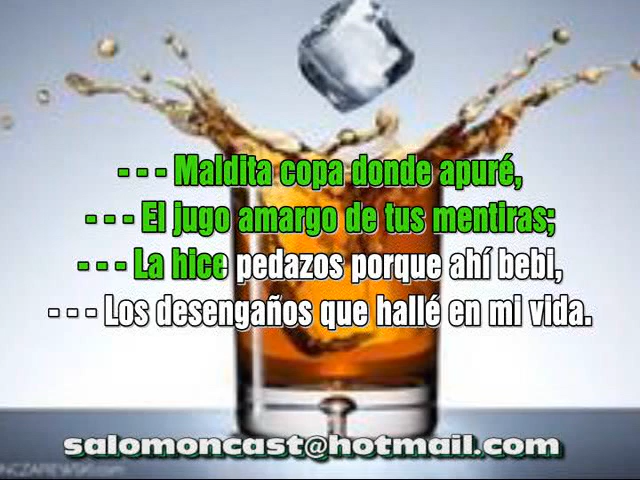 - - - Maldita copa donde apuré,
- - - El jugo amargo de tus mentiras;
- - - La hice pedazos porque ahí bebi,
- - - Los desengaños que hallé en mi vida.
salomoncast@hotmail.com